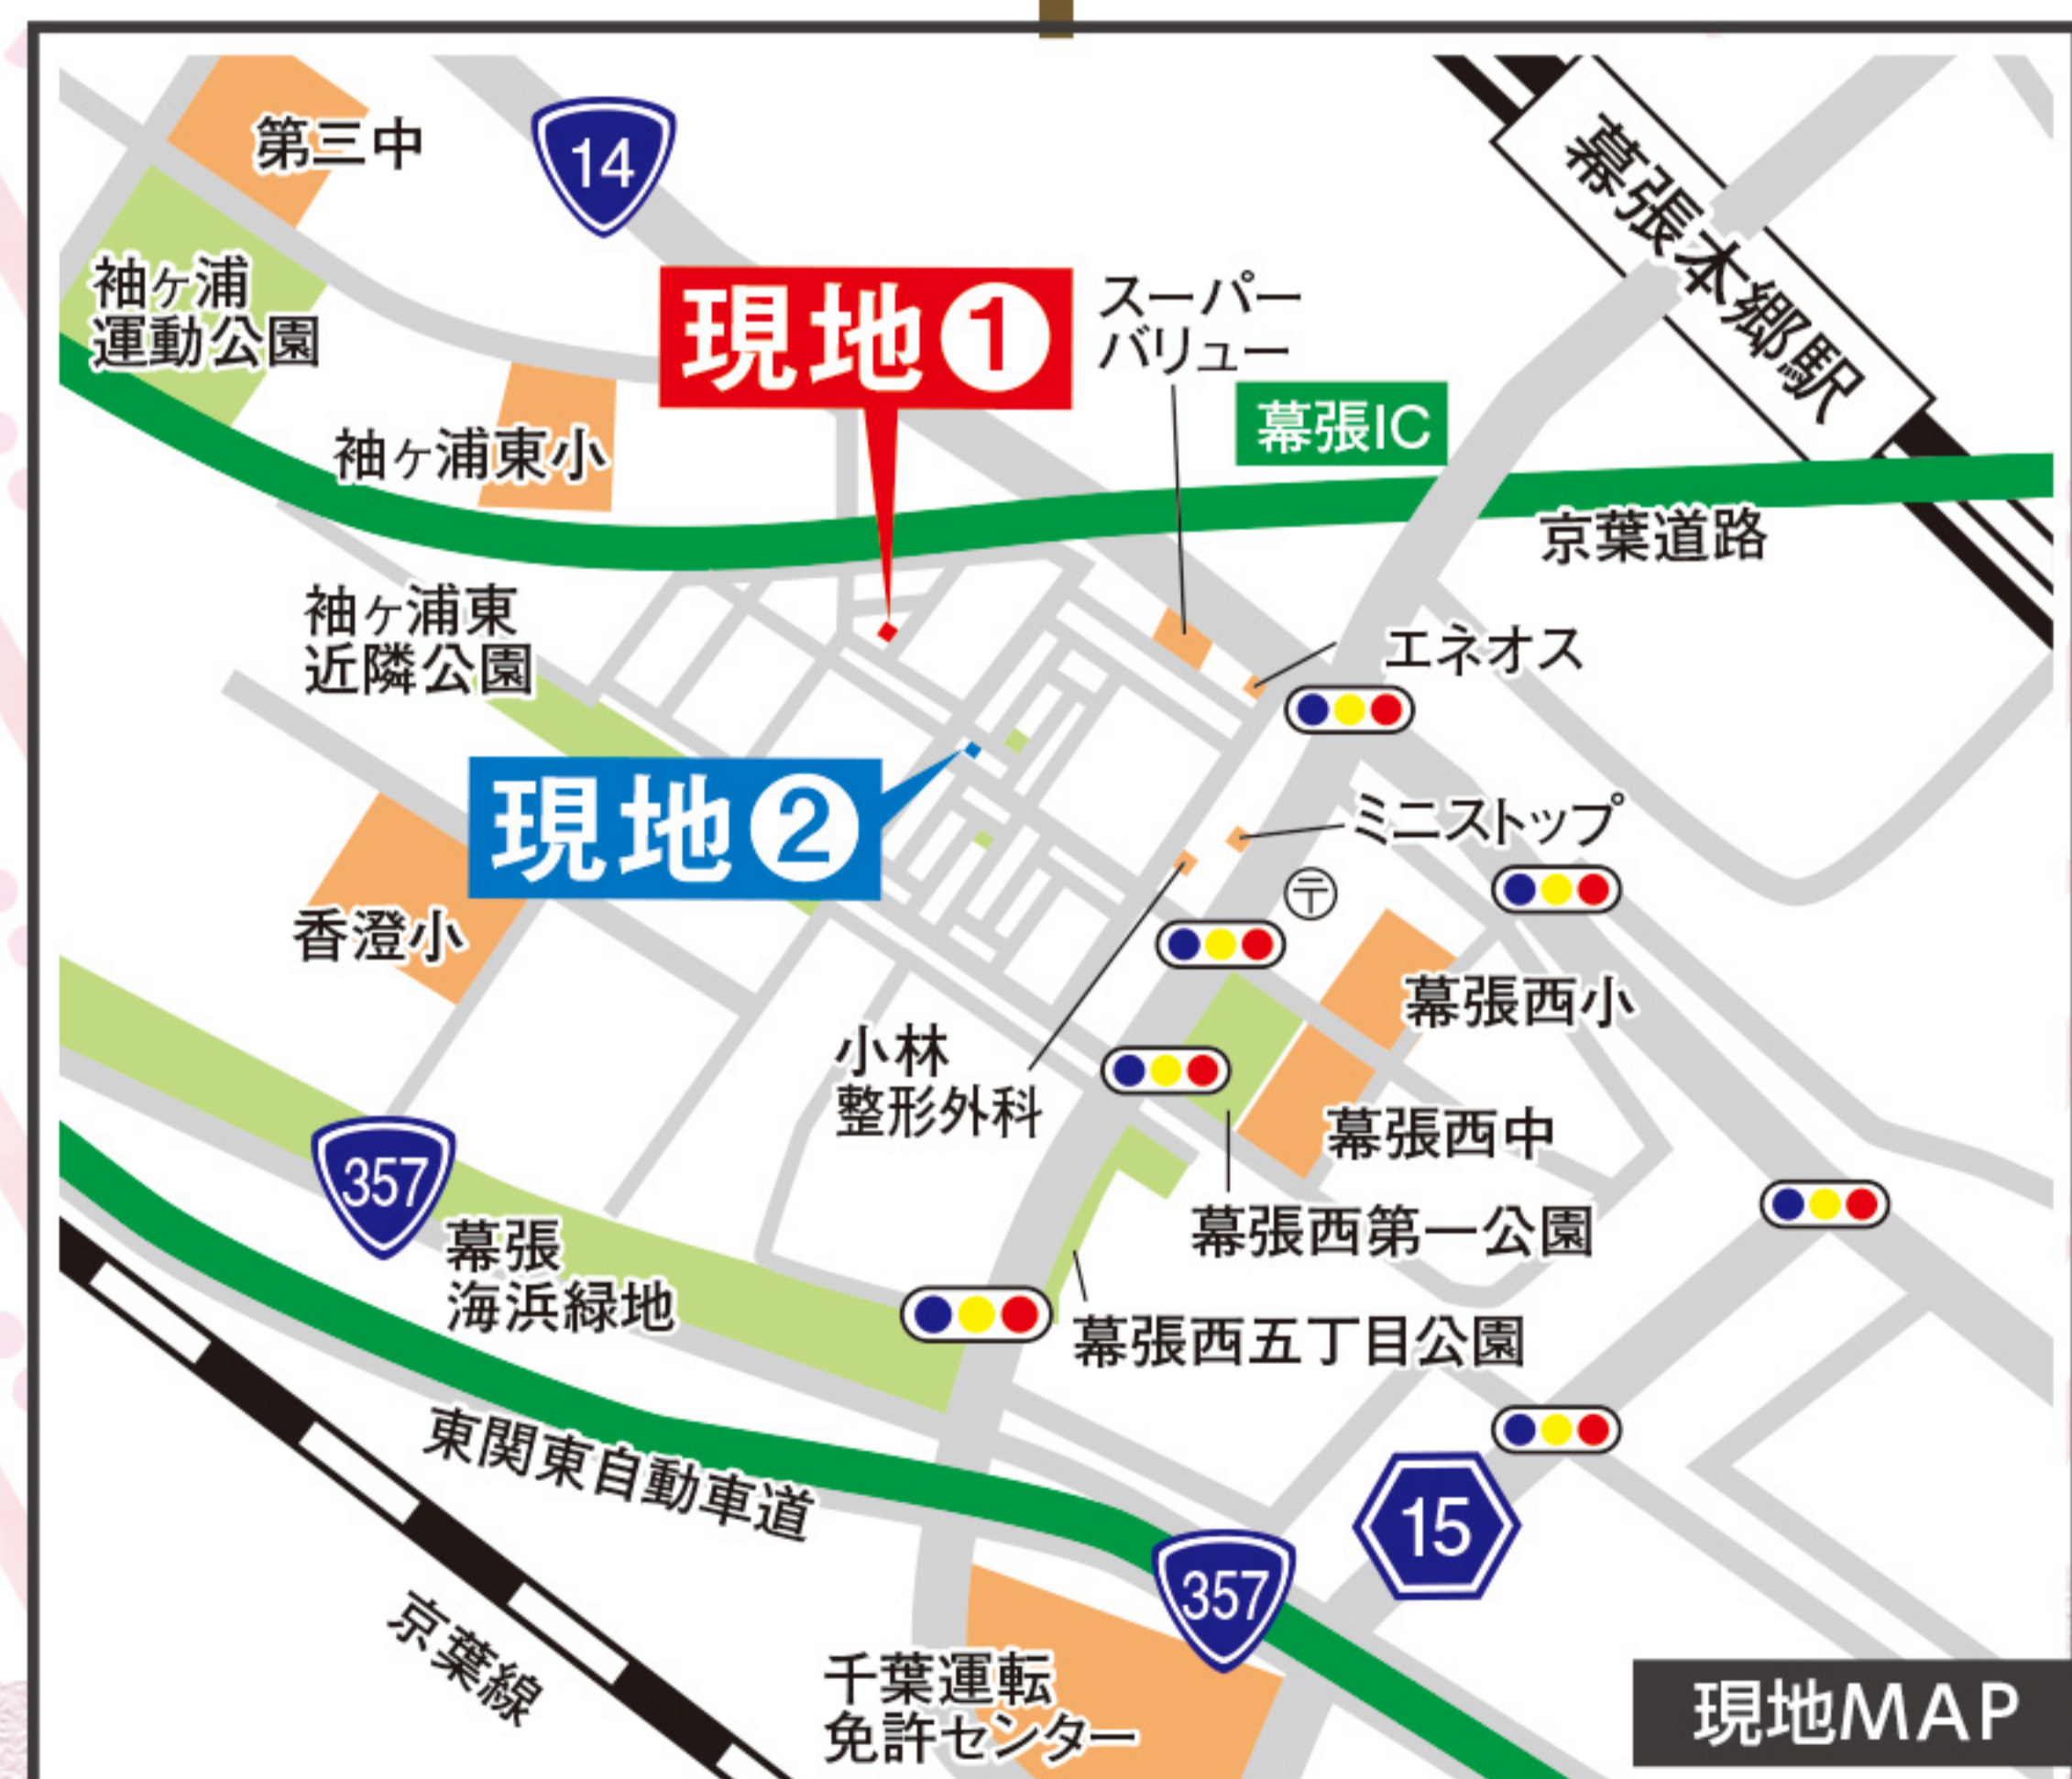 第三中
14
幕張本郷駅
袖ヶ浦
運動公園
現地①
スーパー
バリュー
幕張IC
袖ヶ浦東小
京葉道路
袖ヶ浦東
近隣公園
エネオス
現地②
ミニストップ
〒
香澄小
幕張西小
小林
整形外科
幕張西中
357
幕張西第一公園
幕張
海浜緑地
幕張西五丁目公園
東関東自動車道
15
357
京葉線
千葉運転
免許センター
現地MAP